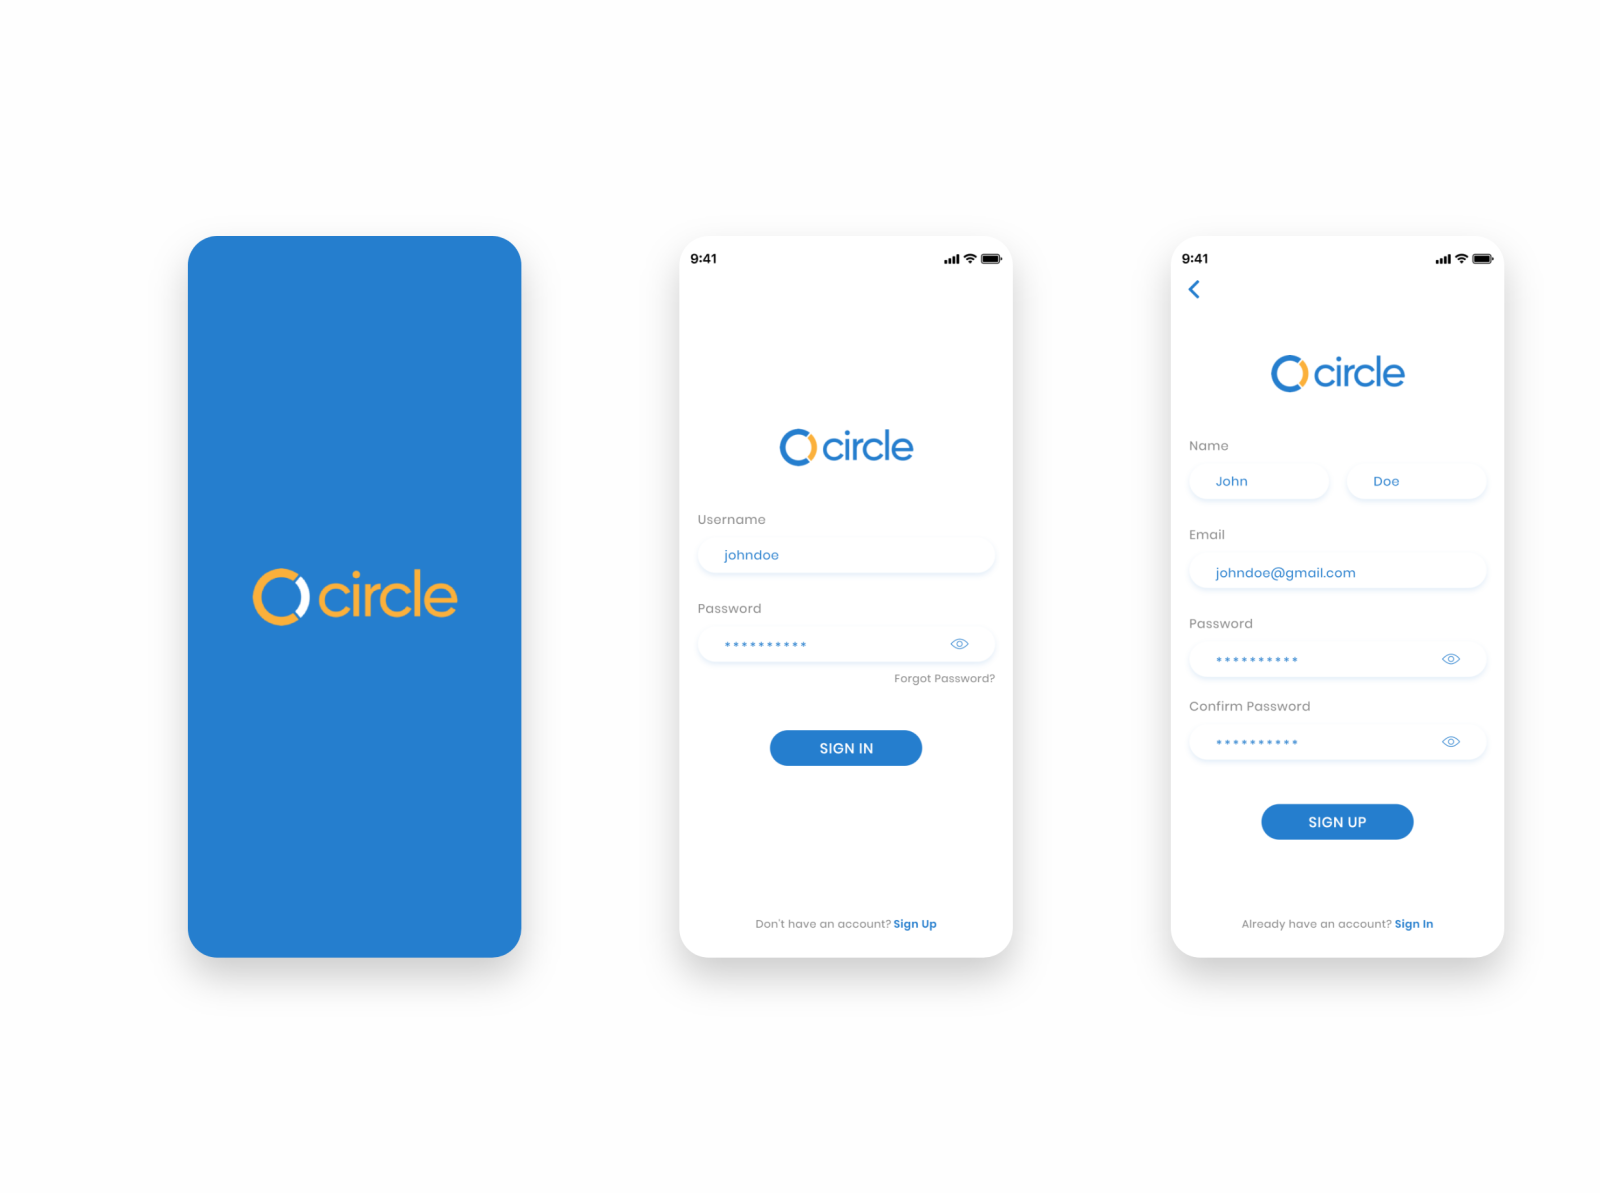 circle
9:41
circle
Username
johndoe
Password
**********
Forgot Password?
SIGN IN
Don't have an account? Sign Up
9:41
circle
Name
John Doe
Email
johndoe@gmail.com
Password
**********
Confirm Password
**********
SIGN UP
Already have an account? Sign In